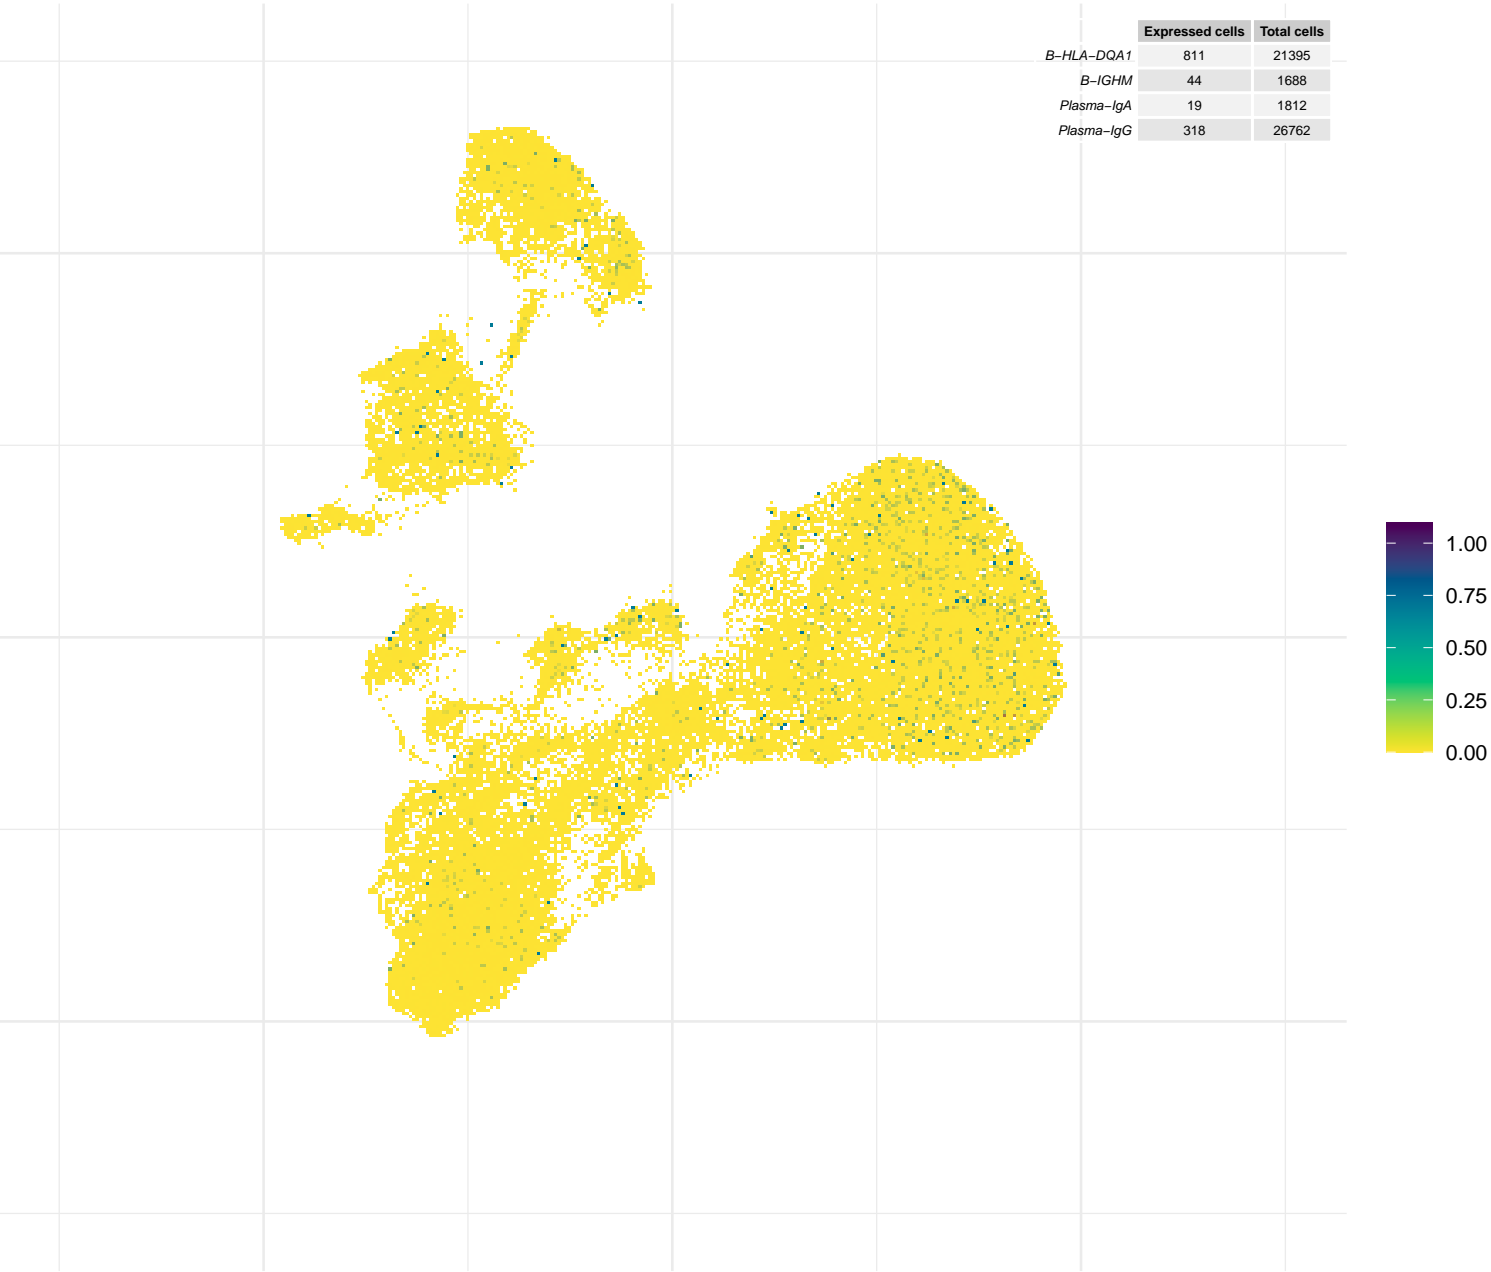 Expressed cells Total cells
B−HLA−DQA1 811 21395
B−IGHM 44 1688
Plasma−IgA 19 1812
Plasma−IgG 318 26762
1.00
0.75
0.50
0.25
0.00